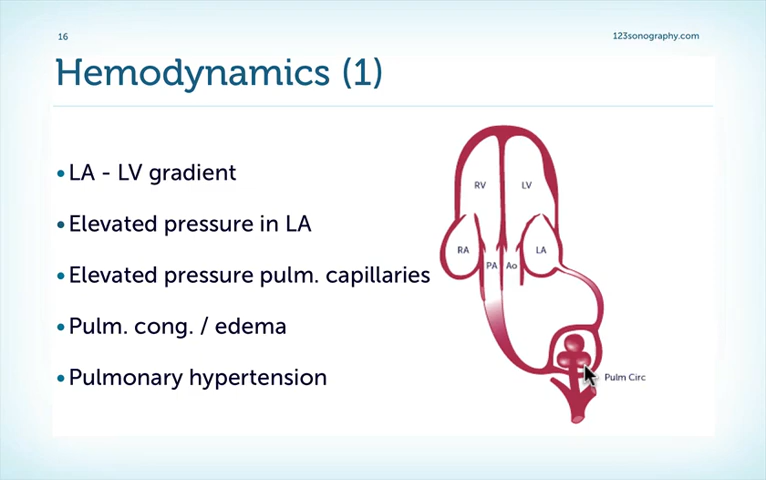 16
123sonography.com
Hemodynamics (1)
•LA - LV gradient
•Elevated pressure in LA
•Elevated pressure pulm. capillaries
•Pulm. cong. / edema
•Pulmonary hypertension
RV
LV
RA
PA
Ao
LA
Pulm Circ